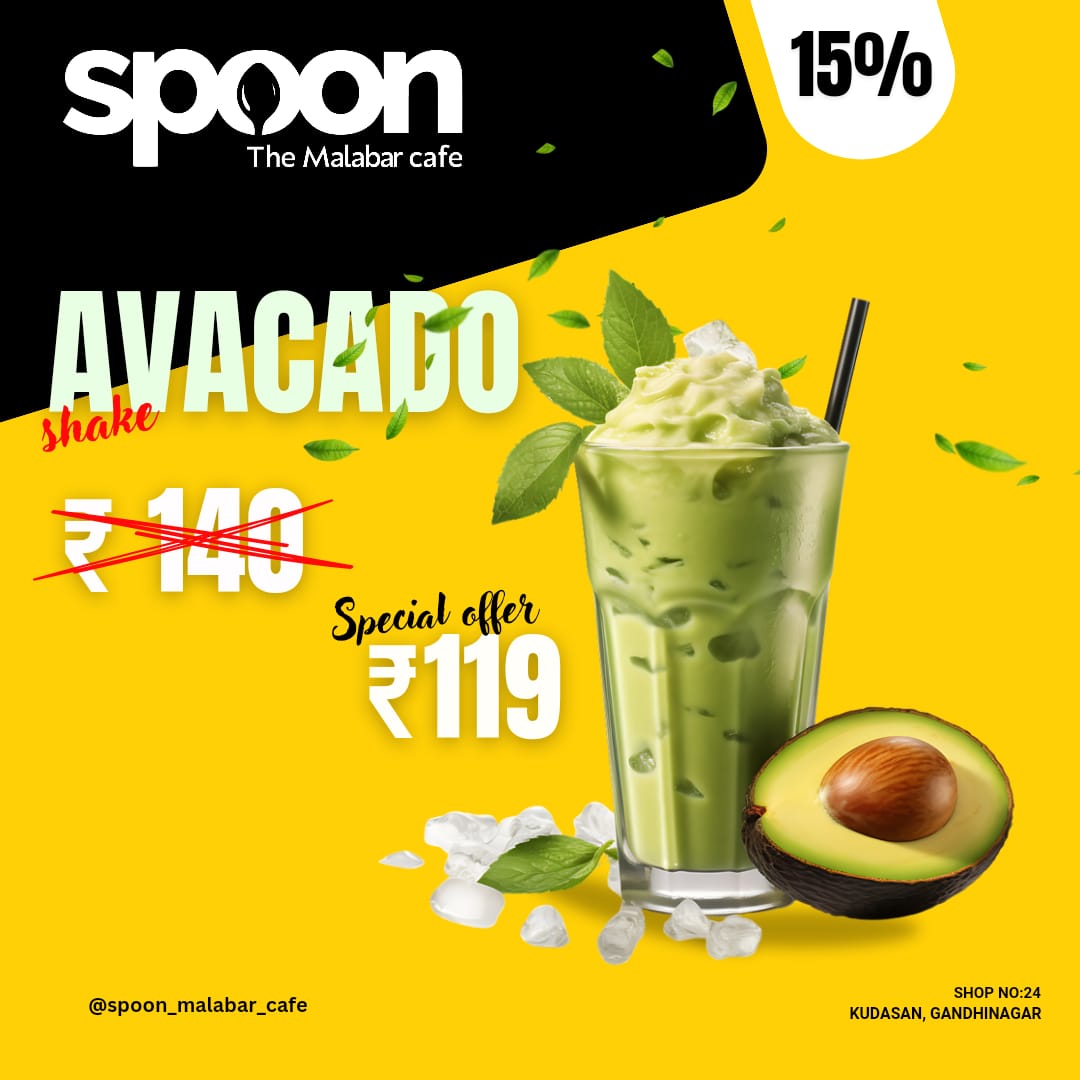 spoon
The Malabar cafe
15%
AVACADO
shake
₹ 140
Special offer
₹119
@spoon_malabar_cafe
SHOP NO:24
KUDASAN, GANDHINAGAR